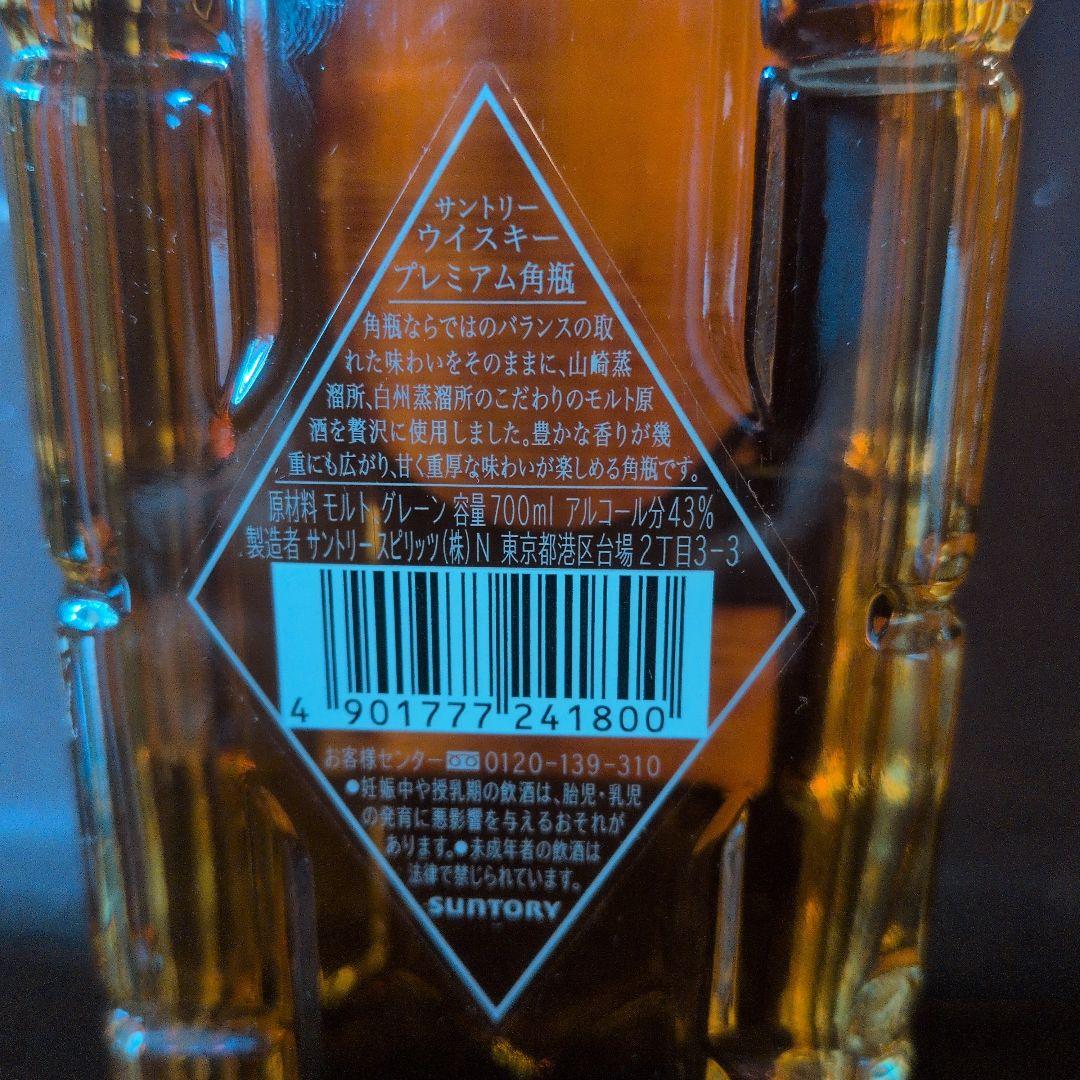 サントリー
ウイスキー
プレミアム角瓶
角瓶ならではのバランスの取
れた味わいをそのままに、山崎蒸
溜所、白州蒸溜所のこだわりのモルト原
酒を贅沢に使用しました。豊かな香りが幾
重にも広がり、甘く重厚な味わいが楽しめる角瓶です。
原材料 モルト、グレーン 容量700ml アルコール分43%
製造者 サントリースピリッツ(株)N 東京都港区台場2丁目3-3
4 901777 241800
お客様センター 0120-139-310
●妊娠中や授乳期の飲酒は、胎児・乳児
の発育に悪影響を与えるおそれが
あります。●未成年者の飲酒は
法律で禁じられています。
SUNTORY